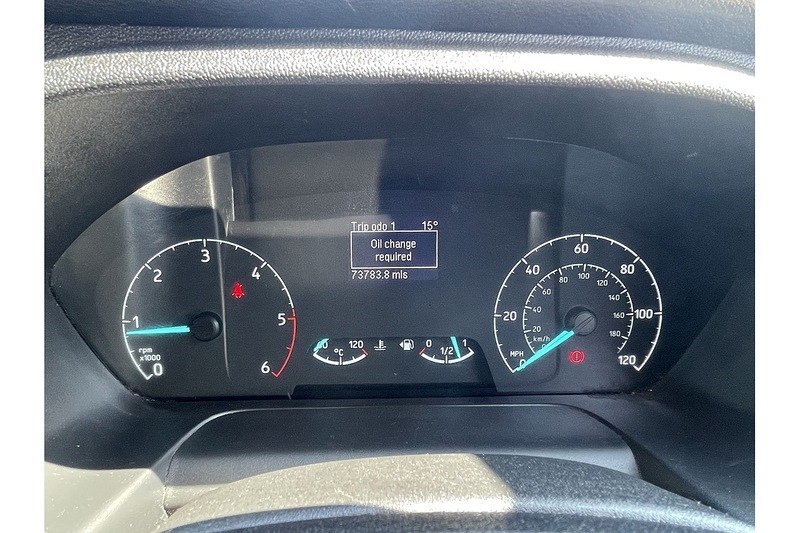 Trip odo 1 15°
Oil change
required
73783.8 mls
0 1 2 3 4 5 6
rpm
x1000
120
°C
0 1/2 1
0 20 40 60 80 100 120
MPH
20 40 60 80 100 120 140 160 180
km/h